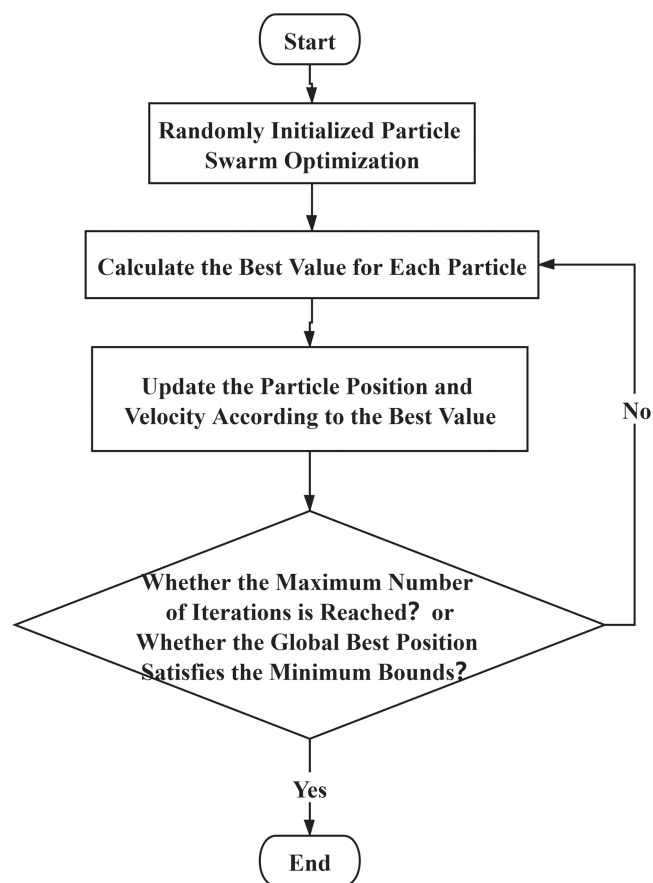 Start
Randomly Initialized Particle
Swarm Optimization
Calculate the Best Value for Each Particle
Update the Particle Position and
Velocity According to the Best Value
No
Whether the Maximum Number
of Iterations is Reached? or
Whether the Global Best Position
Satisfies the Minimum Bounds?
Yes
End